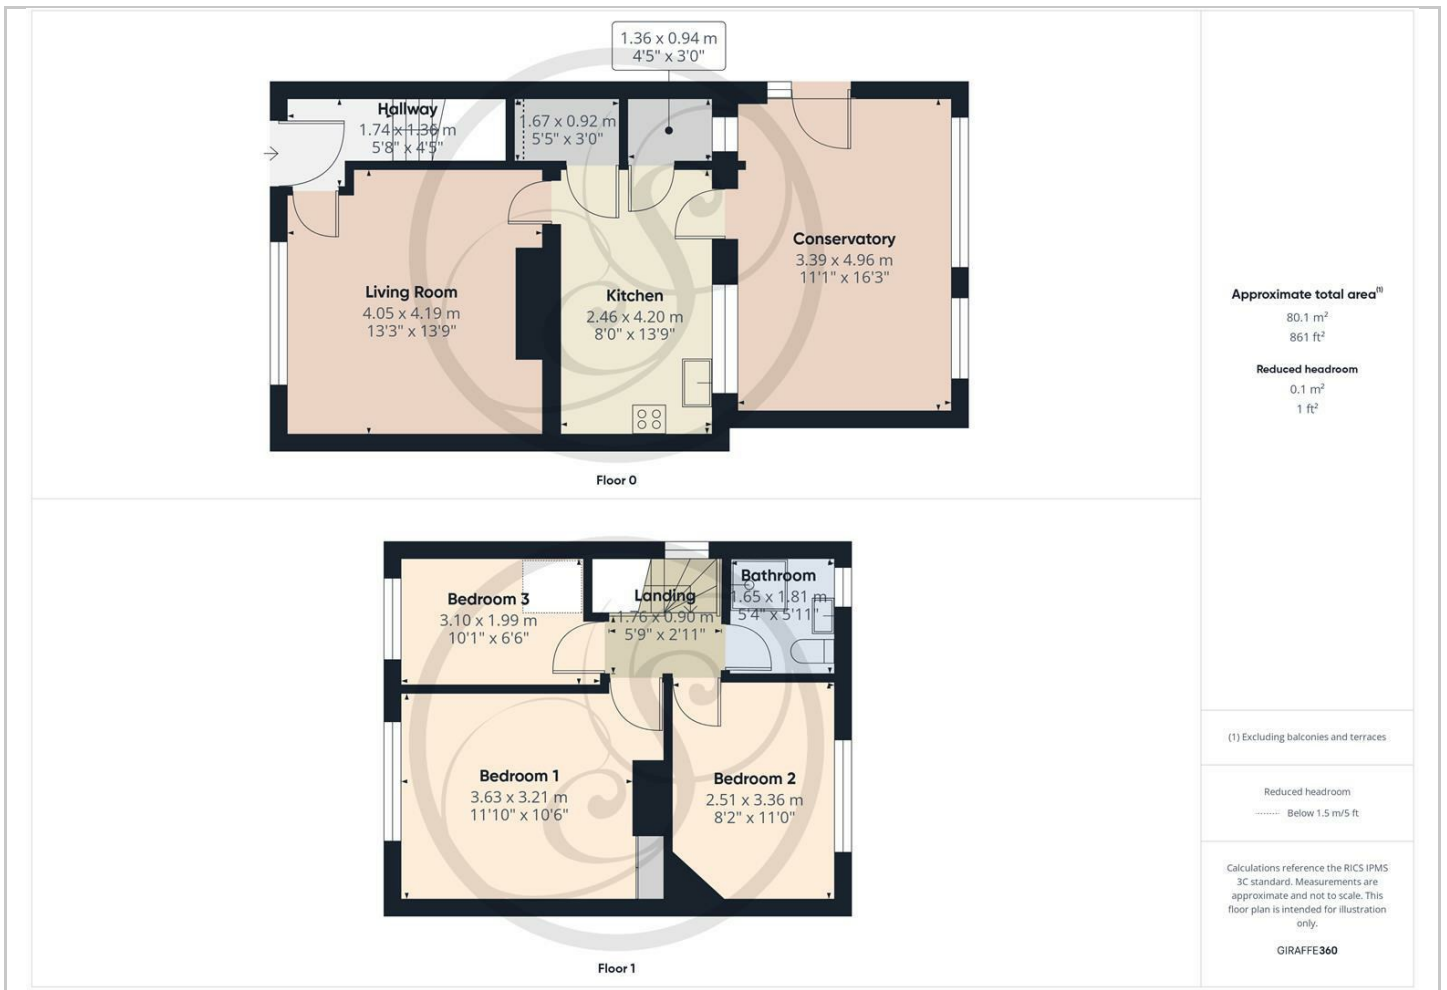 1.36 x 0.94 m
4'5" x 3'0"
Hallway
1.74 x 1.36 m
5'8" x 4'5"
1.67 x 0.92 m
5'5" x 3'0"
Living Room
4.05 x 4.19 m
13'3" x 13'9"
Kitchen
2.46 x 4.20 m
8'0" x 13'9"
Conservatory
3.39 x 4.96 m
11'1" x 16'3"
Floor 0
Bedroom 3
3.10 x 1.99 m
10'1" x 6'6"
Landing
1.76 x 0.90 m
5'9" x 2'11"
Bathroom
1.65 x 1.81 m
5'4" x 5'11"
Bedroom 1
3.63 x 3.21 m
11'10" x 10'6"
Bedroom 2
2.51 x 3.36 m
8'2" x 11'0"
Floor 1
Approximate total area⁽¹⁾
80.1 m²
861 ft²
Reduced headroom
0.1 m²
1 ft²
(1) Excluding balconies and terraces
Reduced headroom
Below 1.5 m/5 ft
Calculations reference the RICS IPMS
3C standard. Measurements are
approximate and not to scale. This
floor plan is intended for illustration
only.
GIRAFFE360